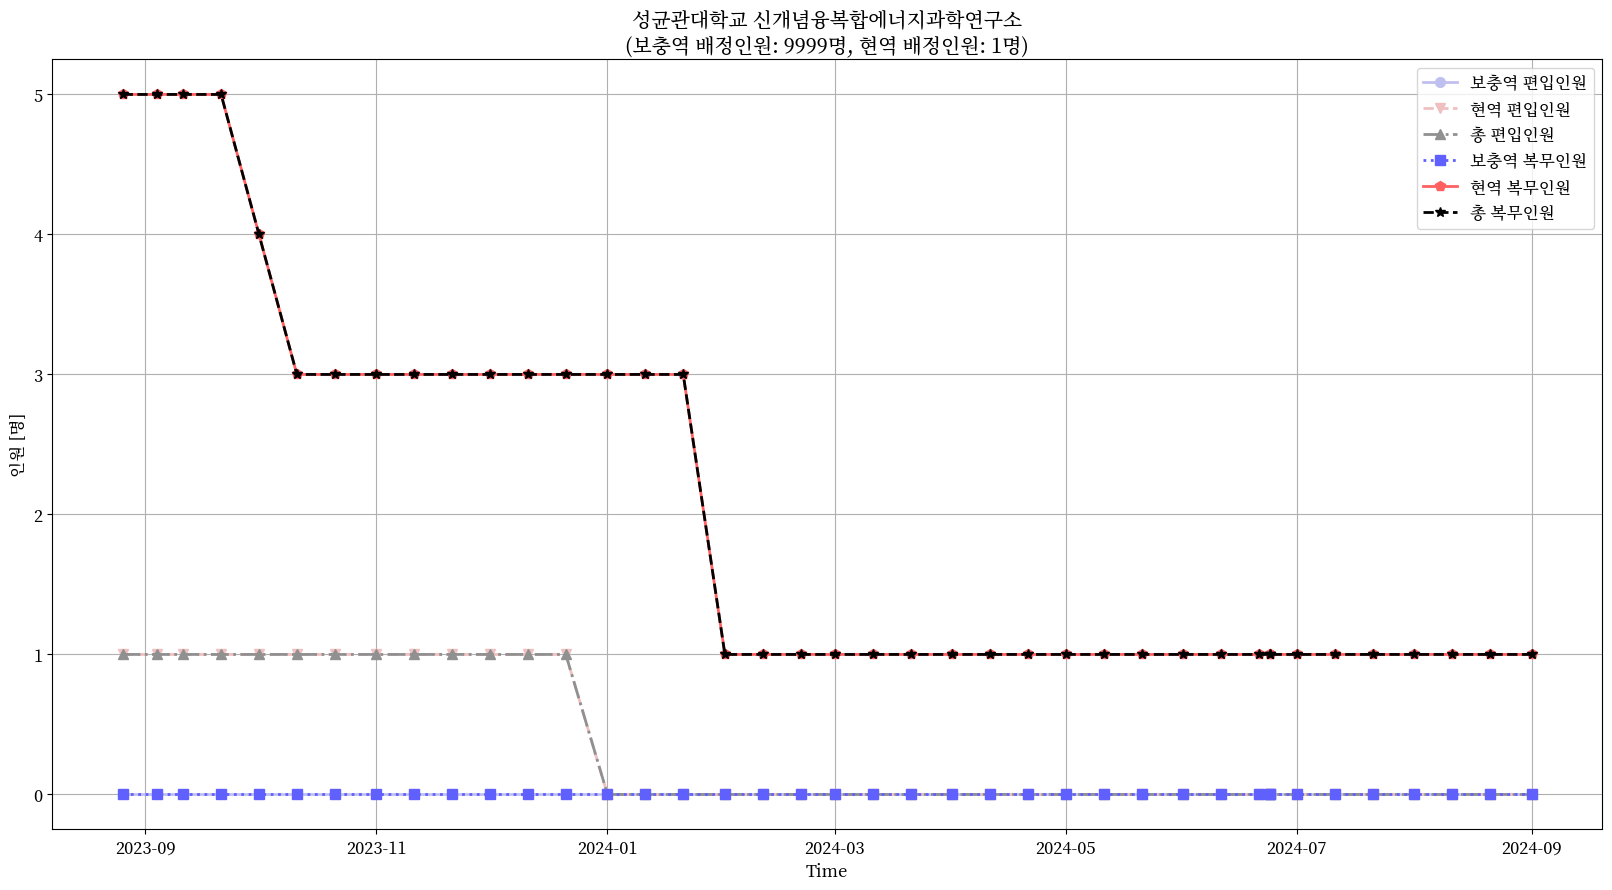 성균관대학교 신개념융복합에너지과학연구소
(보충역 배정인원: 9999명, 현역 배정인원: 1명)
보충역 편입인원
현역 편입인원
총 편입인원
보충역 복무인원
현역 복무인원
총 복무인원
인원 [명]
5
4
3
2
1
0
2023-09
2023-11
2024-01
2024-03
2024-05
2024-07
2024-09
Time